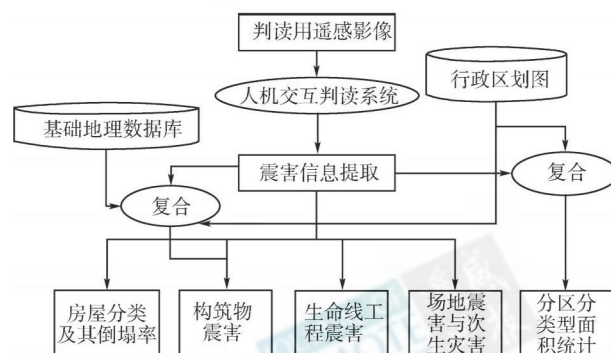 判读用遥感影像
人机交互判读系统
行政区划图
基础地理数据库
震害信息提取
复合
复合
房屋分类
及其倒塌率
构筑物
震害
生命线工
程震害
场地震
害与次
生灾害
分区分
类型面
积统计